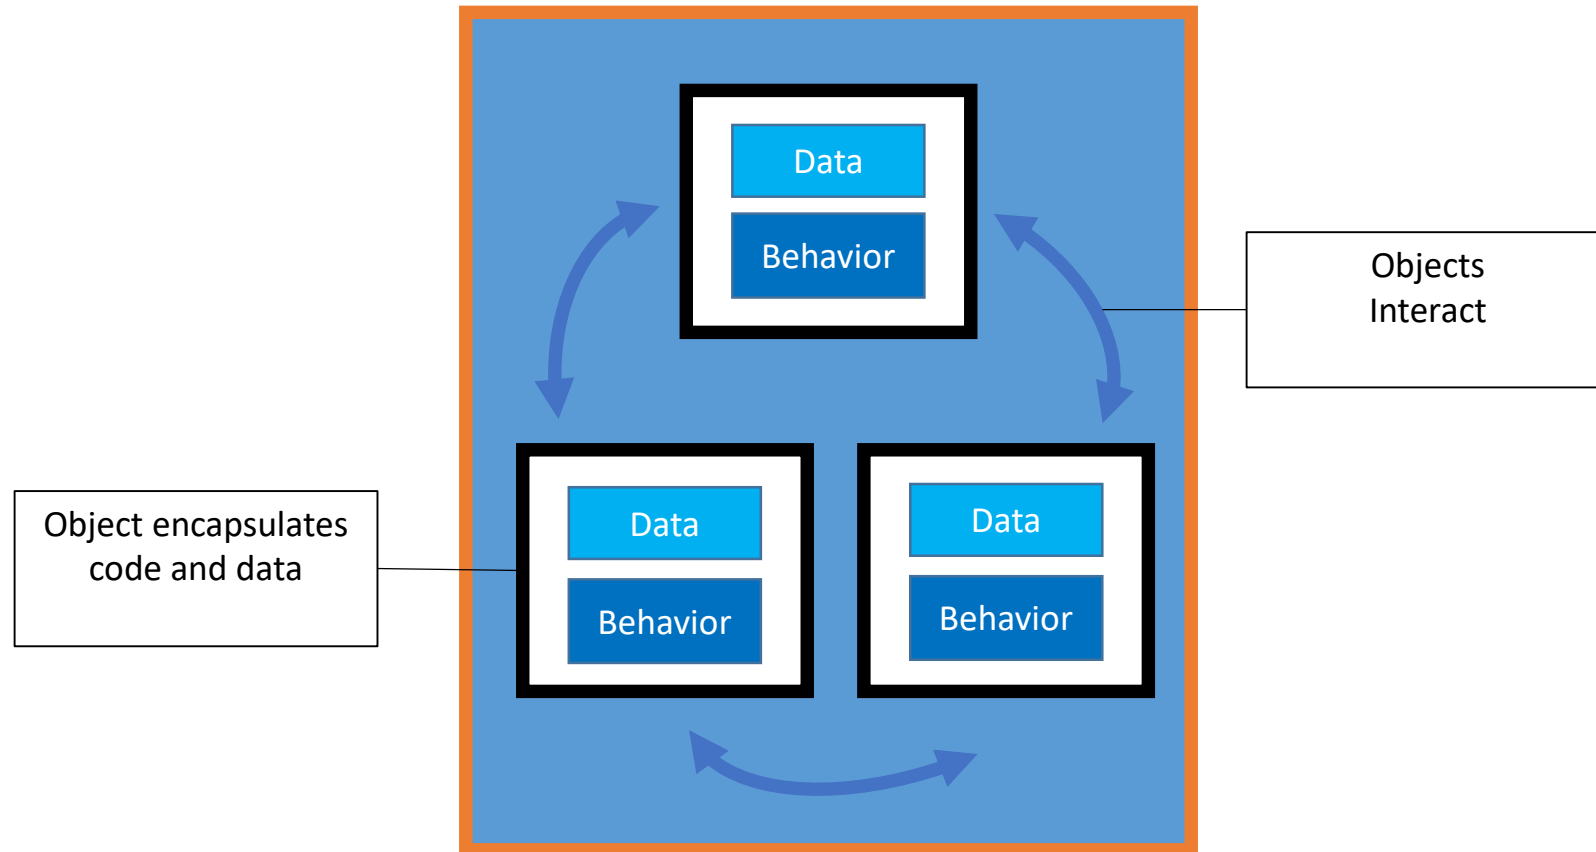 Data
Behavior
Objects
Interact
Object encapsulates
code and data
Data
Behavior
Data
Behavior